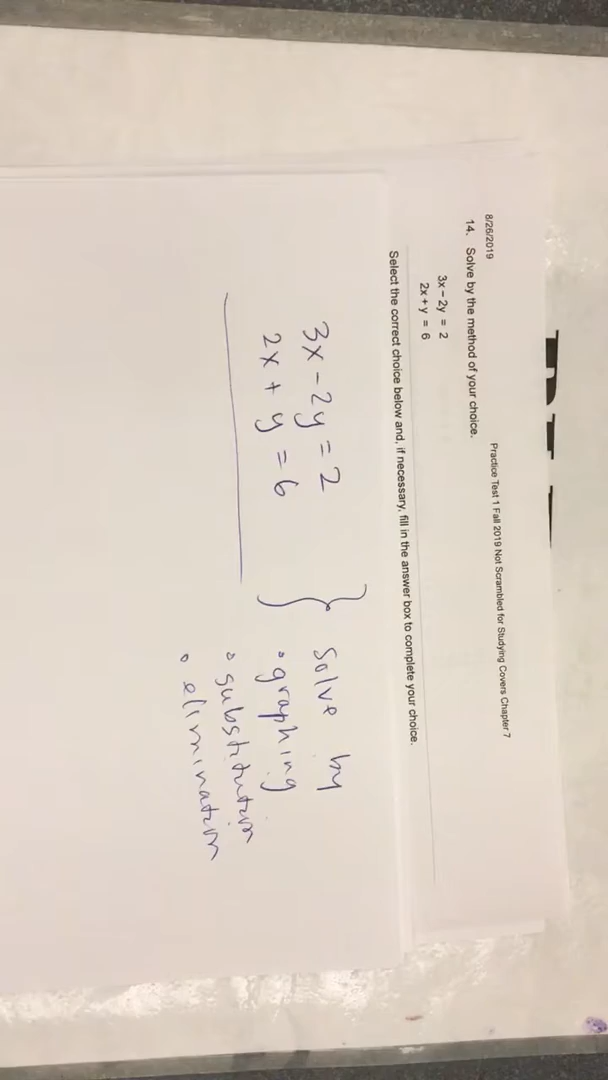 8/26/2019 Practice Test 1 Fall 2019 Not Scrambled for Studying Covers Chapter 7
14. Solve by the method of your choice.
3x − 2y = 2
2x + y = 6
Select the correct choice below and, if necessary, fill in the answer box to complete your choice.
3x − 2y = 2
2x + y = 6
} solve by
• graphing
• substitution
• elimination